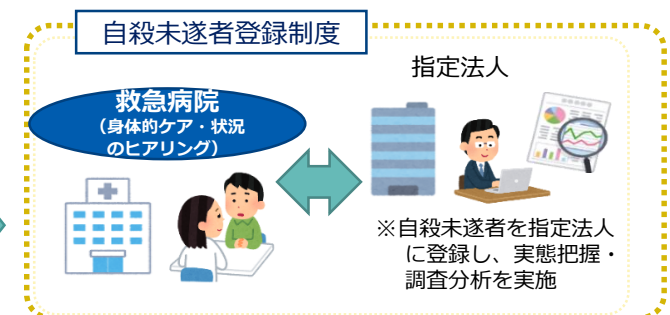 自殺未遂者登録制度
指定法人
救急病院
（身体的ケア・状況
のヒアリング）
※自殺未遂者を指定法人
に登録し、実態把握・
調査分析を実施